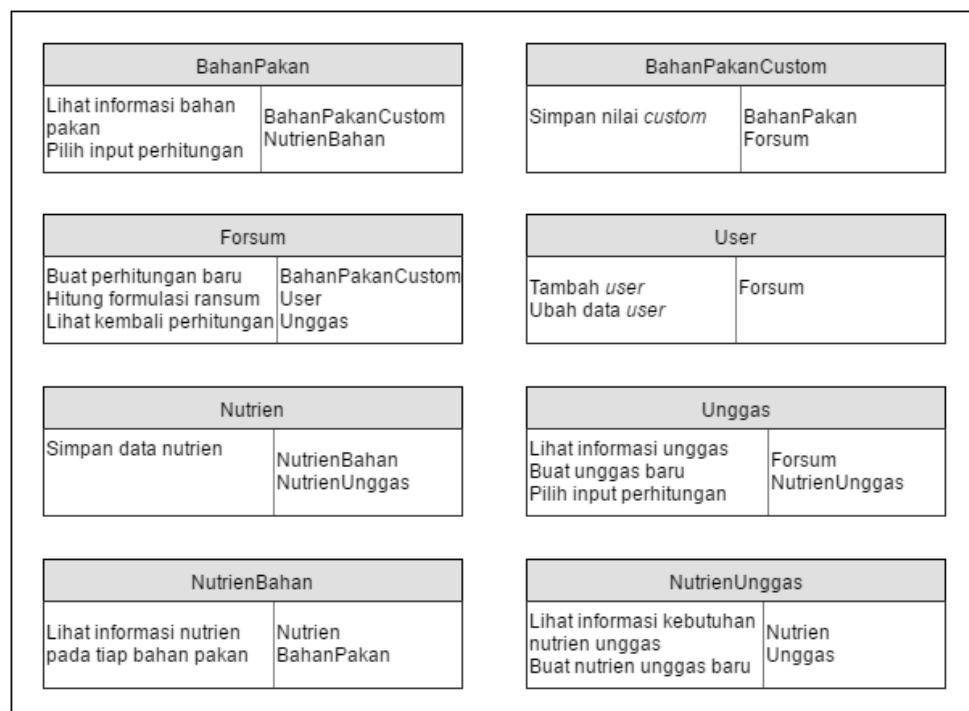 BahanPakan
Lihat informasi bahan
pakan
Pilih input perhitungan
BahanPakanCustom
NutrienBahan
BahanPakanCustom
Simpan nilai custom
BahanPakan
Forsum
Forsum
Buat perhitungan baru
Hitung formulasi ransum
Lihat kembali perhitungan
BahanPakanCustom
User
Unggas
User
Tambah user
Ubah data user
Forsum
Nutrien
Simpan data nutrien
NutrienBahan
NutrienUnggas
Unggas
Lihat informasi unggas
Buat unggas baru
Pilih input perhitungan
Forsum
NutrienUnggas
NutrienBahan
Lihat informasi nutrien
pada tiap bahan pakan
Nutrien
BahanPakan
NutrienUnggas
Lihat informasi kebutuhan
nutrien unggas
Buat nutrien unggas baru
Nutrien
Unggas